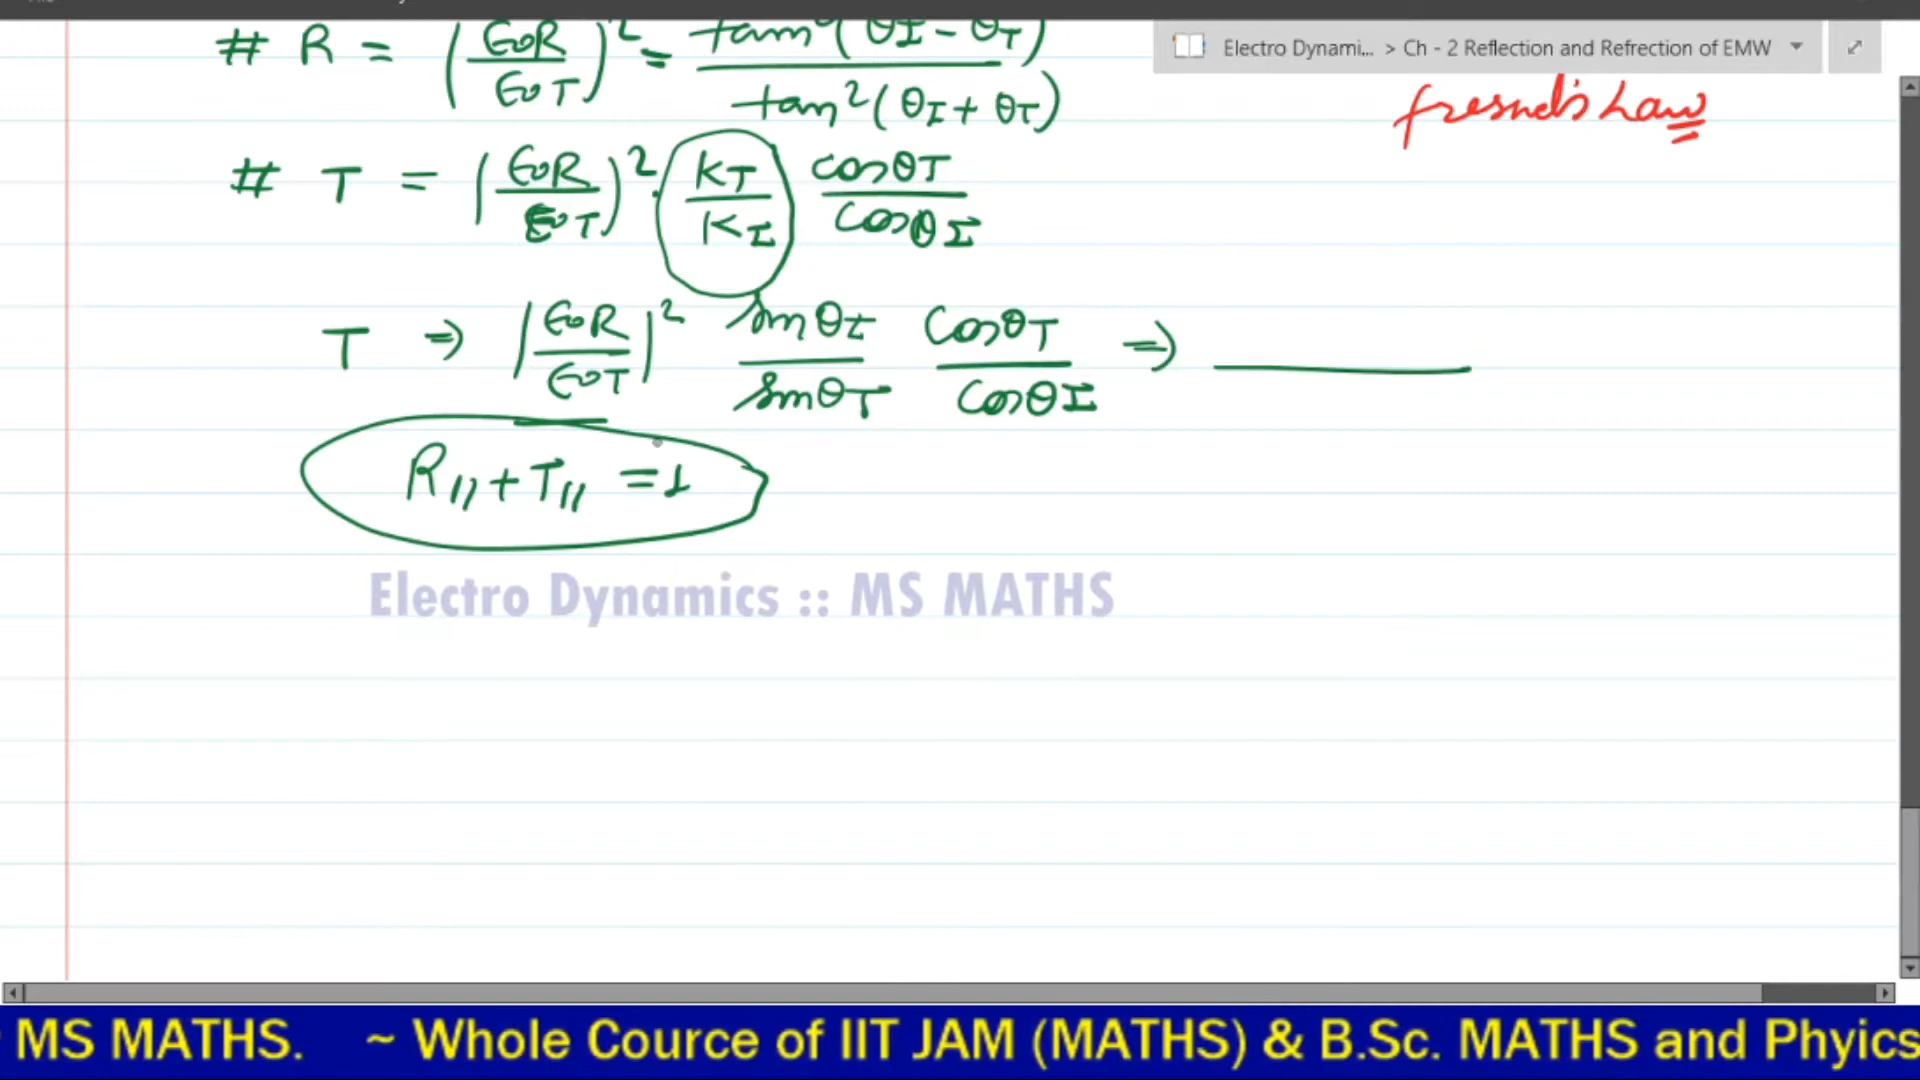 Electro Dynami... > Ch - 2 Reflection and Refrection of EMW
# R = (E₀R / E₀T)² = tan²(θI - θT) / tan²(θI + θT)
fresnel's Law
# T = (E₀R / E₀T)² · KT / KI cosθT / cosθI
T ⇒ |E₀R / E₀T|² sinθI / sinθT cosθT / cosθI ⇒
R// + T// = 1
Electro Dynamics :: MS MATHS
MS MATHS. ~ Whole Cource of IIT JAM (MATHS) & B.Sc. MATHS and Phyics